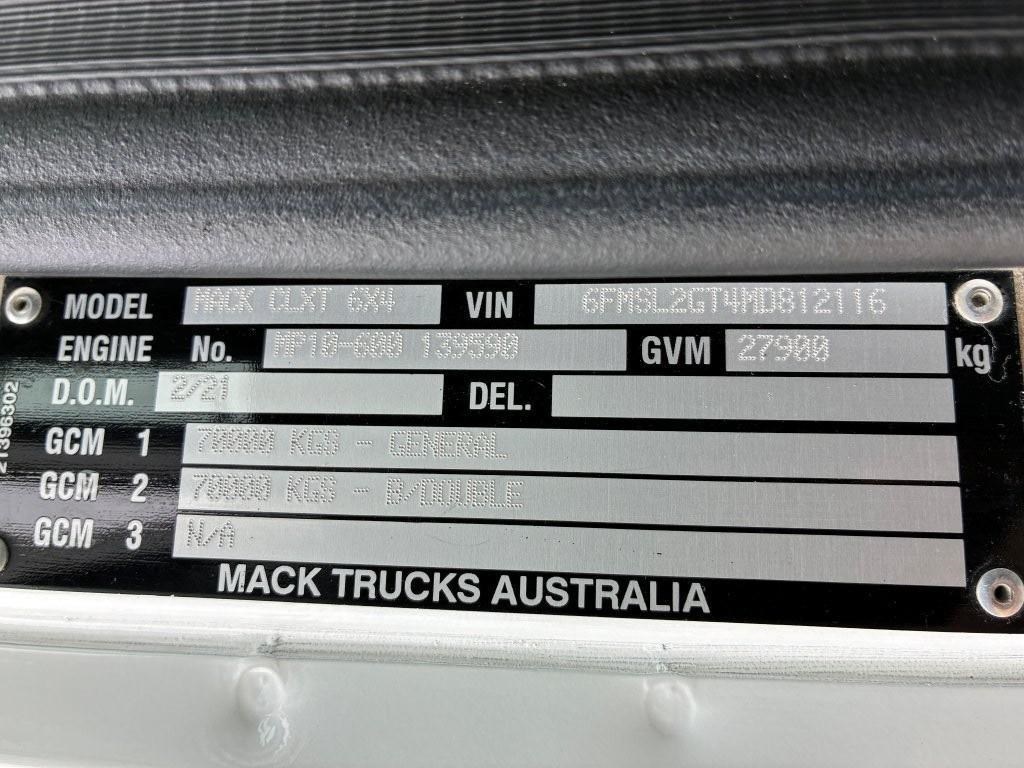 MODEL MACK CLXT 6X4 VIN 6FMSL2GT4MD812116
ENGINE No. MP10-600 139590 GVM 27900 kg
D.O.M. 2/21 DEL.
GCM 1 70000 KGS - GENERAL
GCM 2 70000 KGS - B/DOUBLE
GCM 3 N/A
MACK TRUCKS AUSTRALIA
21396302